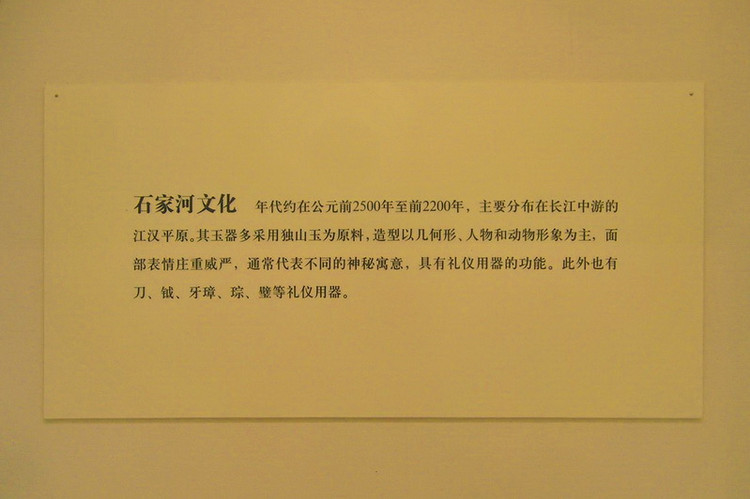 石家河文化 年代约在公元前2500年至前2200年，主要分布在长江中游的
江汉平原。其玉器多采用独山玉为原料，造型以几何形、人物和动物形象为主，面
部表情庄重威严，通常代表不同的神秘寓意，具有礼仪用器的功能。此外也有
刀、钺、牙璋、琮、璧等礼仪用器。